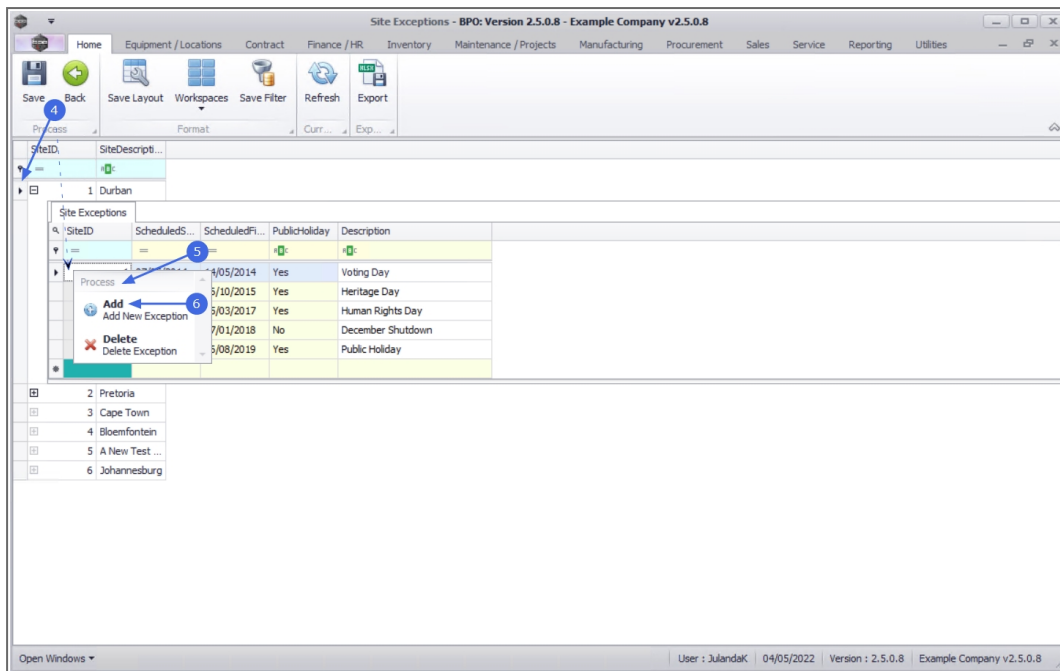 Site Exceptions - BPO: Version 2.5.0.8 - Example Company v2.5.0.8
Home Equipment / Locations Contract Finance / HR Inventory Maintenance / Projects Manufacturing Procurement Sales Service Reporting Utilities
Save Back Save Layout Workspaces Save Filter Refresh Export
4
Process Format Curr... Exp...
SiteID SiteDescripti...
1 Durban
Site Exceptions
SiteID ScheduledS... ScheduledFi... PublicHoliday Description
5
4/05/2014 Yes Voting Day
Process
5/10/2015 Yes Heritage Day
Add 6
Add New Exception 5/03/2017 Yes Human Rights Day
7/01/2018 No December Shutdown
Delete
Delete Exception 5/08/2019 Yes Public Holiday
2 Pretoria
3 Cape Town
4 Bloemfontein
5 A New Test ...
6 Johannesburg
Open Windows User : JulandaK 04/05/2022 Version : 2.5.0.8 Example Company v2.5.0.8